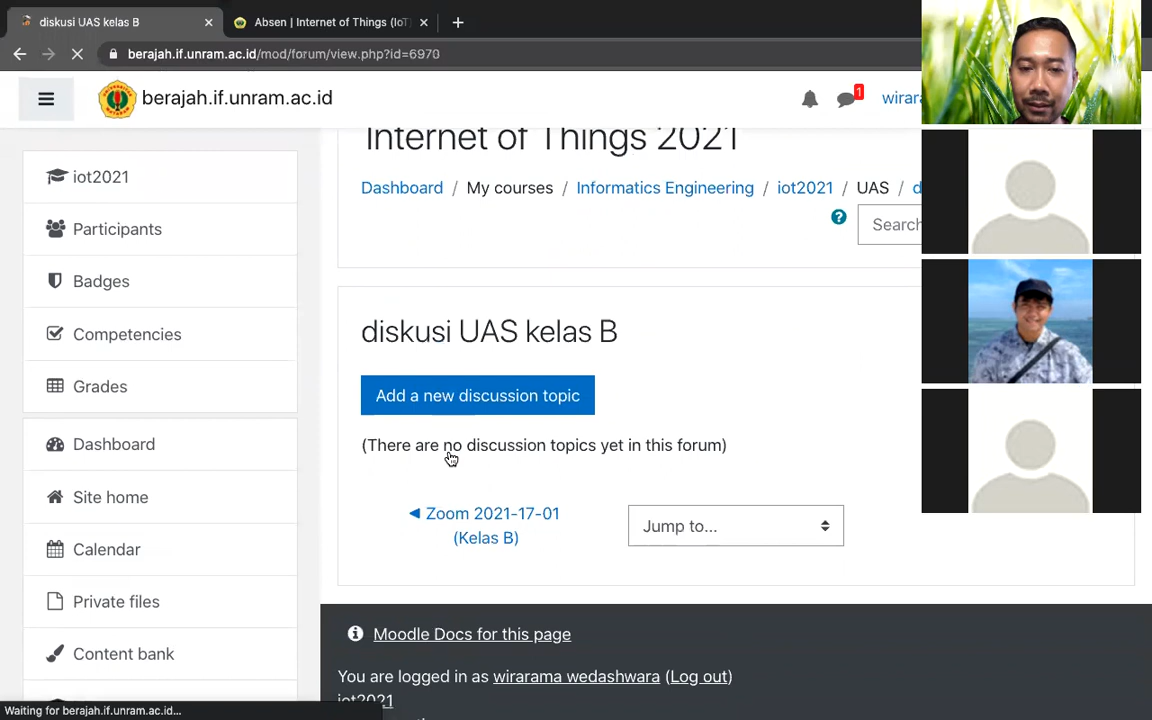 diskusi UAS kelas B
Absen | Internet of Things (IoT
berajah.if.unram.ac.id/mod/forum/view.php?id=6970
berajah.if.unram.ac.id
1
wirara
iot2021
Participants
Badges
Competencies
Grades
Dashboard
Site home
Calendar
Private files
Content bank
Internet of Things 2021
Dashboard / My courses / Informatics Engineering / iot2021 / UAS / d
Search
diskusi UAS kelas B
Add a new discussion topic
(There are no discussion topics yet in this forum)
◀ Zoom 2021-17-01
(Kelas B)
Jump to...
Moodle Docs for this page
You are logged in as wirarama wedashwara (Log out)
iot2021
Waiting for berajah.if.unram.ac.id...